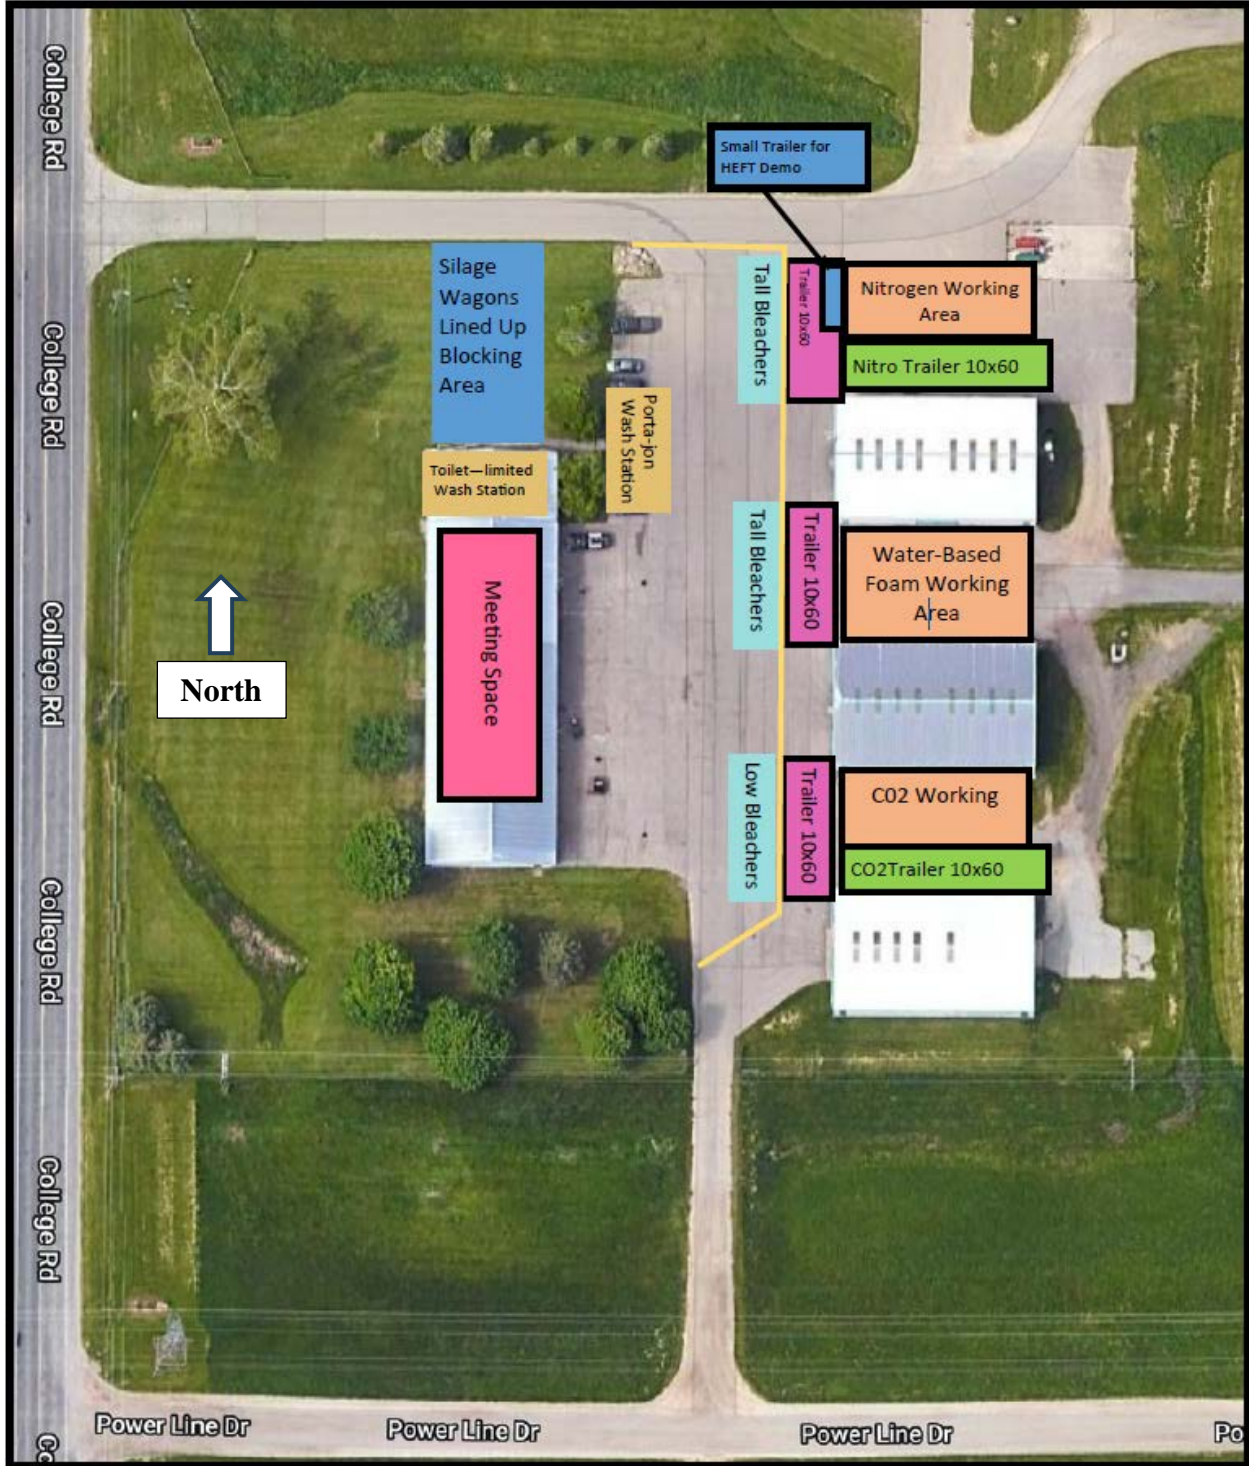 College Rd
Small Trailer for
HEFT Demo
Silage
Wagons
Lined Up
Blocking
Area
Tall Bleachers
Trailer 10x60
Nitrogen Working
Area
Nitro Trailer 10x60
College Rd
Porta-jon
Wash Station
Toilet—limited
Wash Station
Tall Bleachers
Trailer 10x60
Water-Based
Foam Working
Area
College Rd
Meeting Space
North
Low Bleachers
Trailer 10x60
C02 Working
CO2Trailer 10x60
College Rd
College Rd
Power Line Dr
Power Line Dr
Power Line Dr
Po
Co